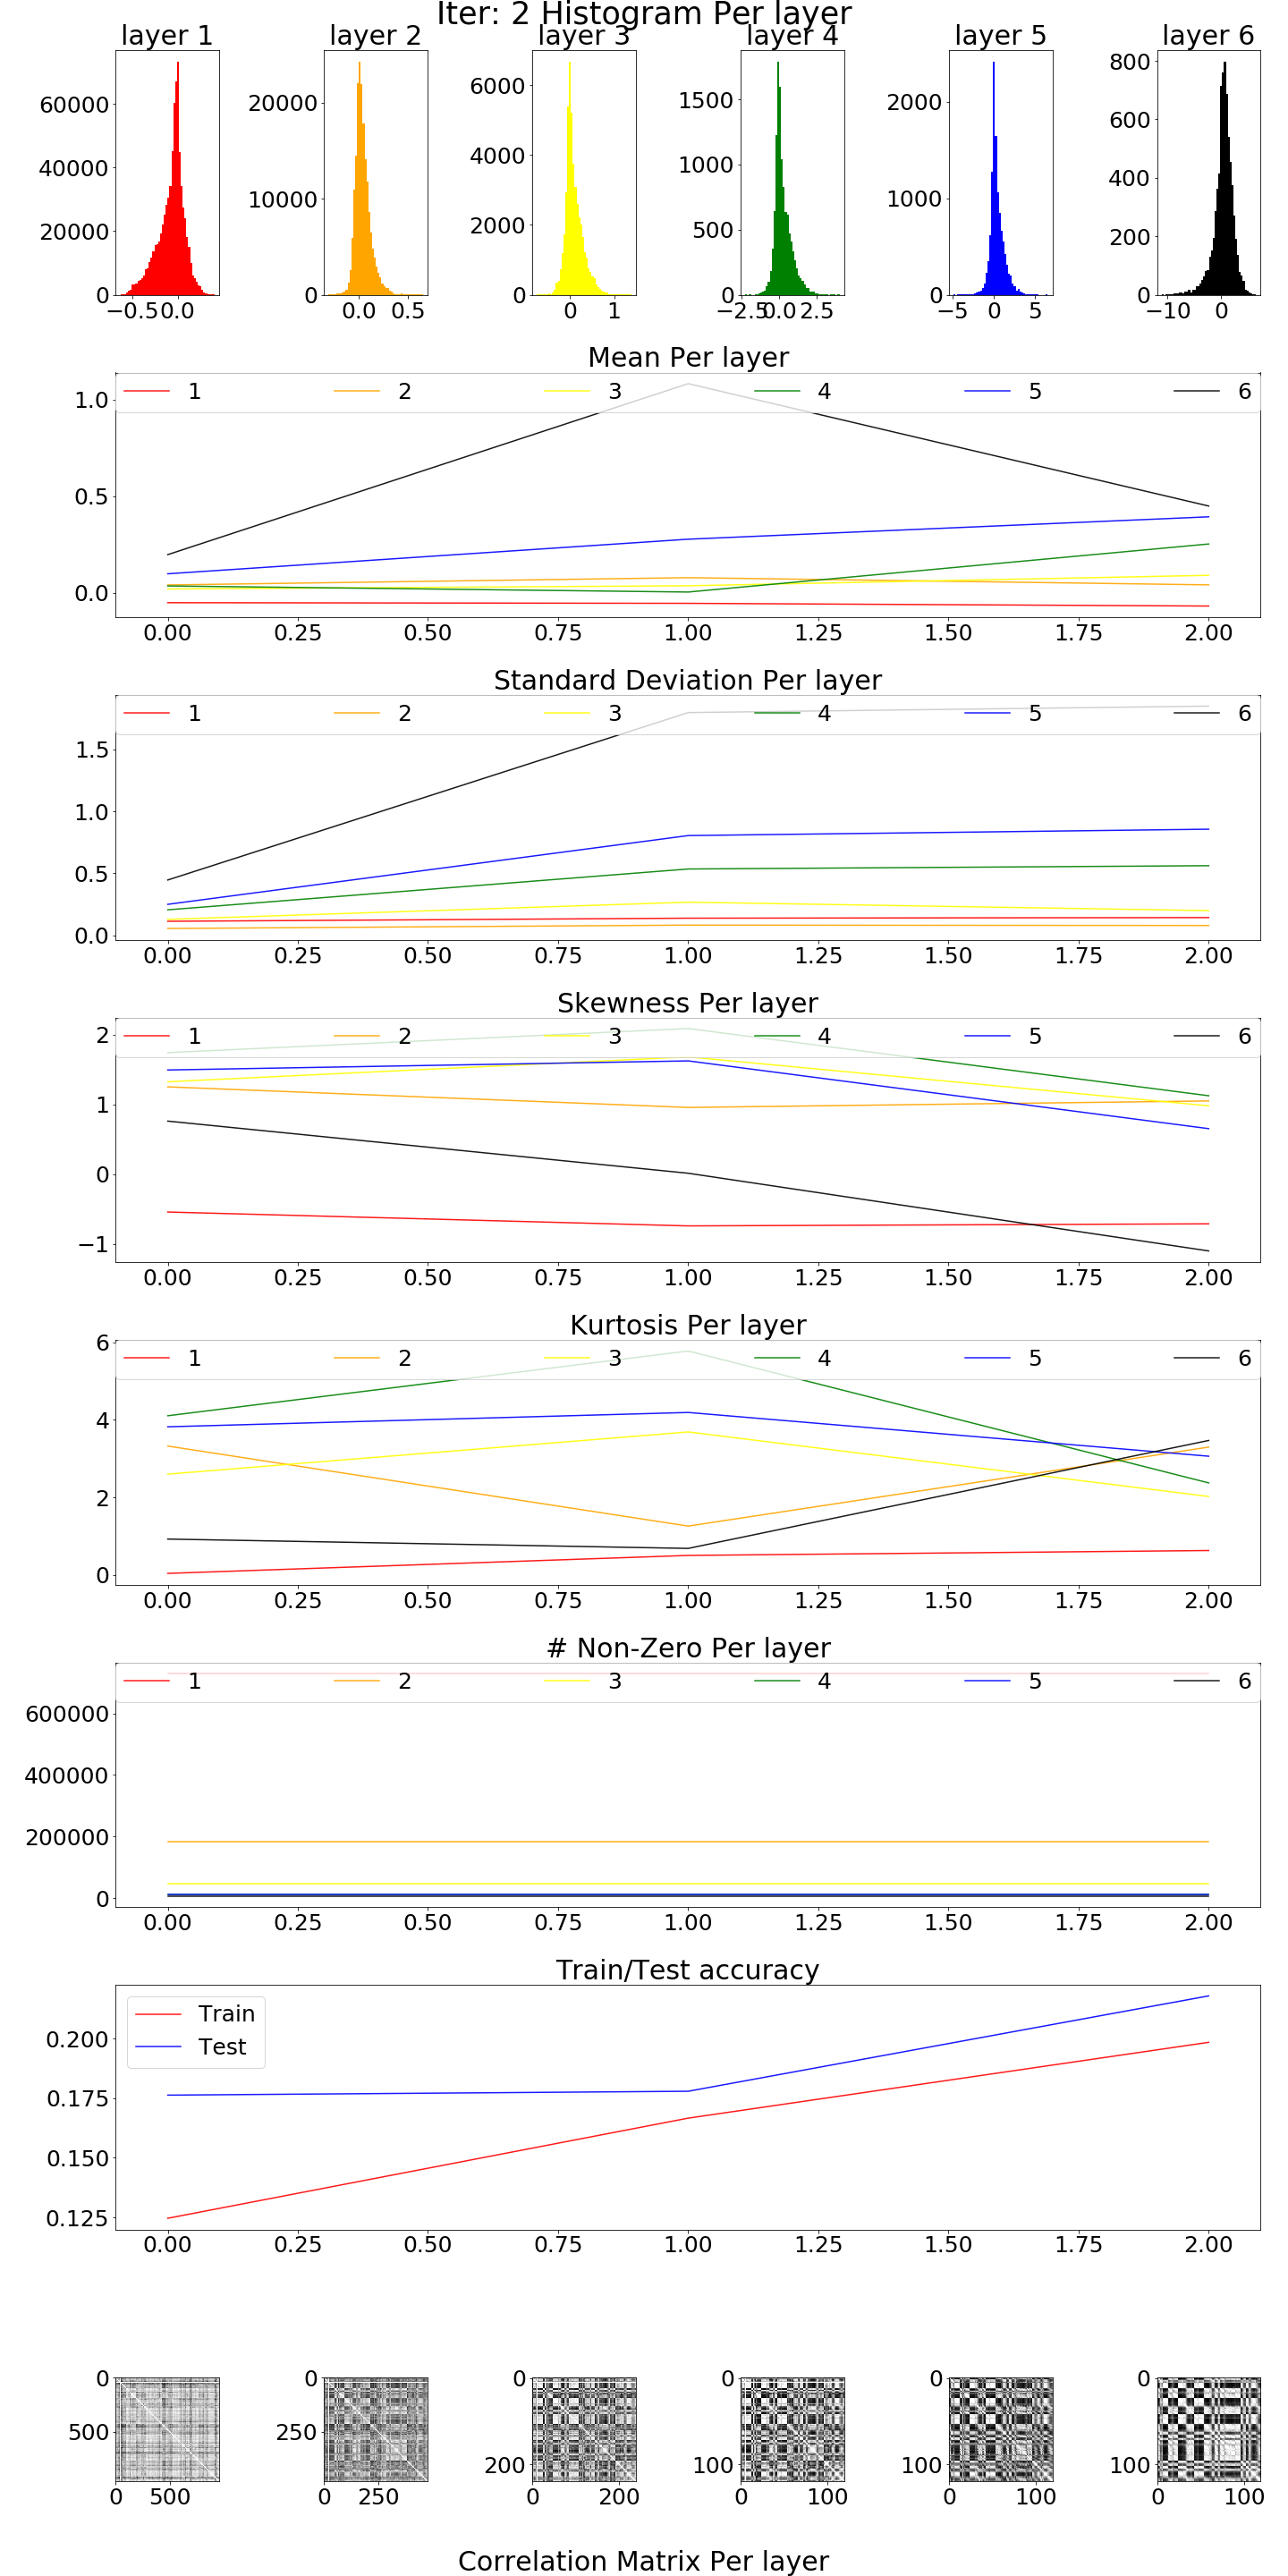 Iter: 2 Histogram Per layer
layer 1 layer 2 layer 3 layer 4 layer 5 layer 6
60000
40000
20000
0
−0.5 0.0
20000
10000
0
0.0 0.5
6000
4000
2000
0
0 1
1500
1000
500
0
−2.5 0.0 2.5
2000
1000
0
−5 0 5
800
600
400
200
0
−10 0
Mean Per layer
1 2 3 4 5 6
1.0
0.5
0.0
0.00 0.25 0.50 0.75 1.00 1.25 1.50 1.75 2.00
Standard Deviation Per layer
1 2 3 4 5 6
1.5
1.0
0.5
0.0
0.00 0.25 0.50 0.75 1.00 1.25 1.50 1.75 2.00
Skewness Per layer
1 2 3 4 5 6
2
1
0
−1
0.00 0.25 0.50 0.75 1.00 1.25 1.50 1.75 2.00
Kurtosis Per layer
1 2 3 4 5 6
6
4
2
0
0.00 0.25 0.50 0.75 1.00 1.25 1.50 1.75 2.00
# Non-Zero Per layer
1 2 3 4 5 6
600000
400000
200000
0
0.00 0.25 0.50 0.75 1.00 1.25 1.50 1.75 2.00
Train/Test accuracy
Train
Test
0.200
0.175
0.150
0.125
0.00 0.25 0.50 0.75 1.00 1.25 1.50 1.75 2.00
0
500
0 500
0
250
0 250
0
200
0 200
0
100
0 100
0
100
0 100
0
100
0 100
Correlation Matrix Per layer